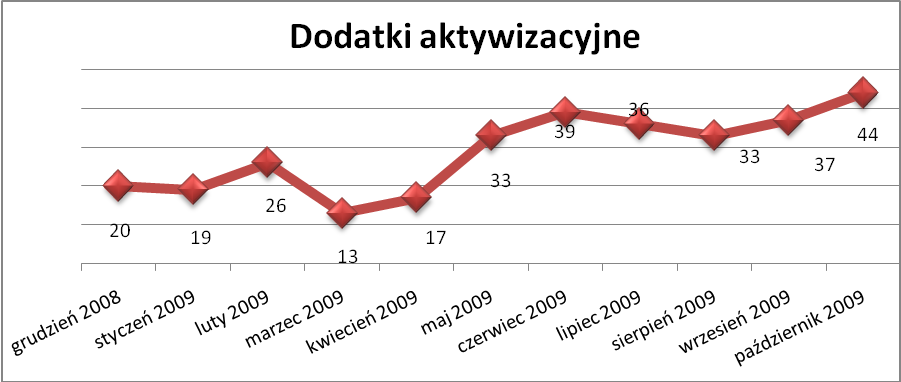 Dodatki aktywizacyjne
20
19
26
13
17
33
39
36
33
37
44
grudzień 2008
styczeń 2009
luty 2009
marzec 2009
kwiecień 2009
maj 2009
czerwiec 2009
lipiec 2009
sierpień 2009
wrzesień 2009
październik 2009